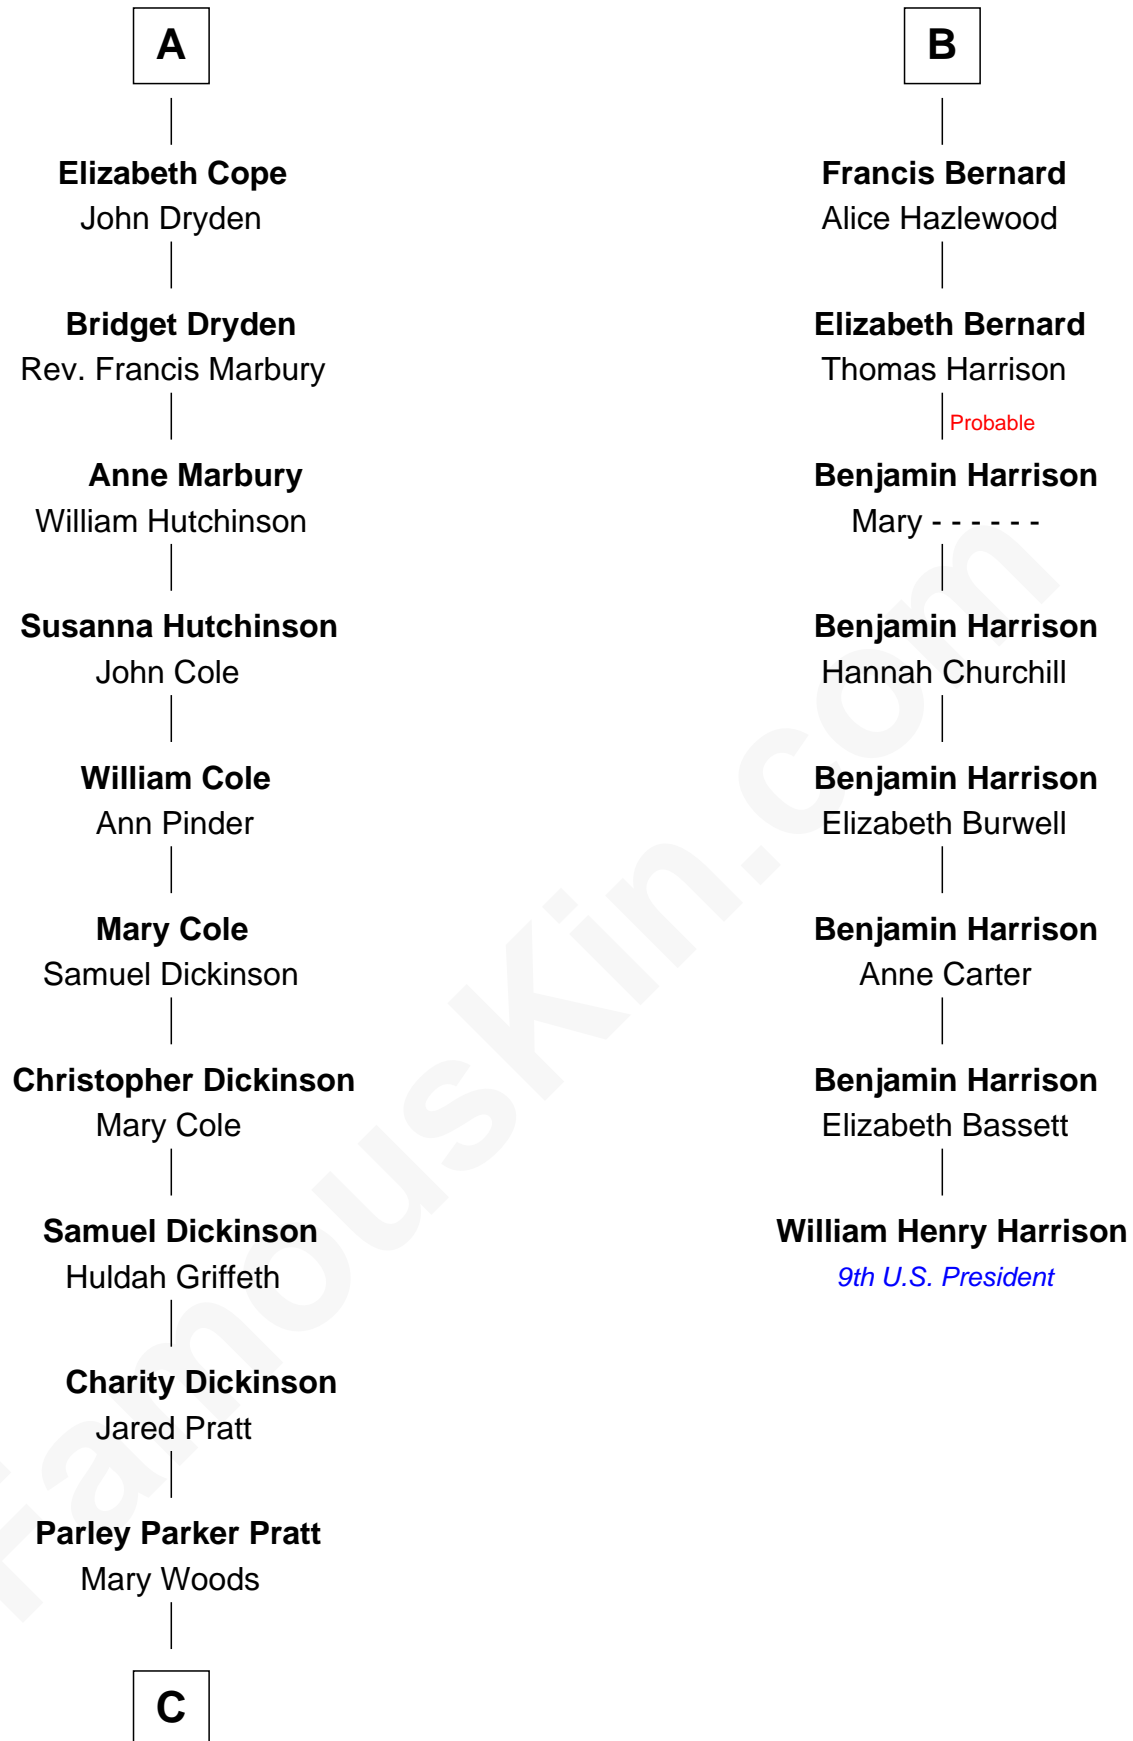 A
Elizabeth Cope
John Dryden
Bridget Dryden
Rev. Francis Marbury
Anne Marbury
William Hutchinson
Susanna Hutchinson
John Cole
William Cole
Ann Pinder
Mary Cole
Samuel Dickinson
Christopher Dickinson
Mary Cole
Samuel Dickinson
Huldah Griffeth
Charity Dickinson
Jared Pratt
Parley Parker Pratt
Mary Woods
C
B
Francis Bernard
Alice Hazlewood
Elizabeth Bernard
Thomas Harrison
Probable
Benjamin Harrison
Mary - - - - - -
Benjamin Harrison
Hannah Churchill
Benjamin Harrison
Elizabeth Burwell
Benjamin Harrison
Anne Carter
Benjamin Harrison
Elizabeth Bassett
William Henry Harrison
9th U.S. President
FamousKin.com